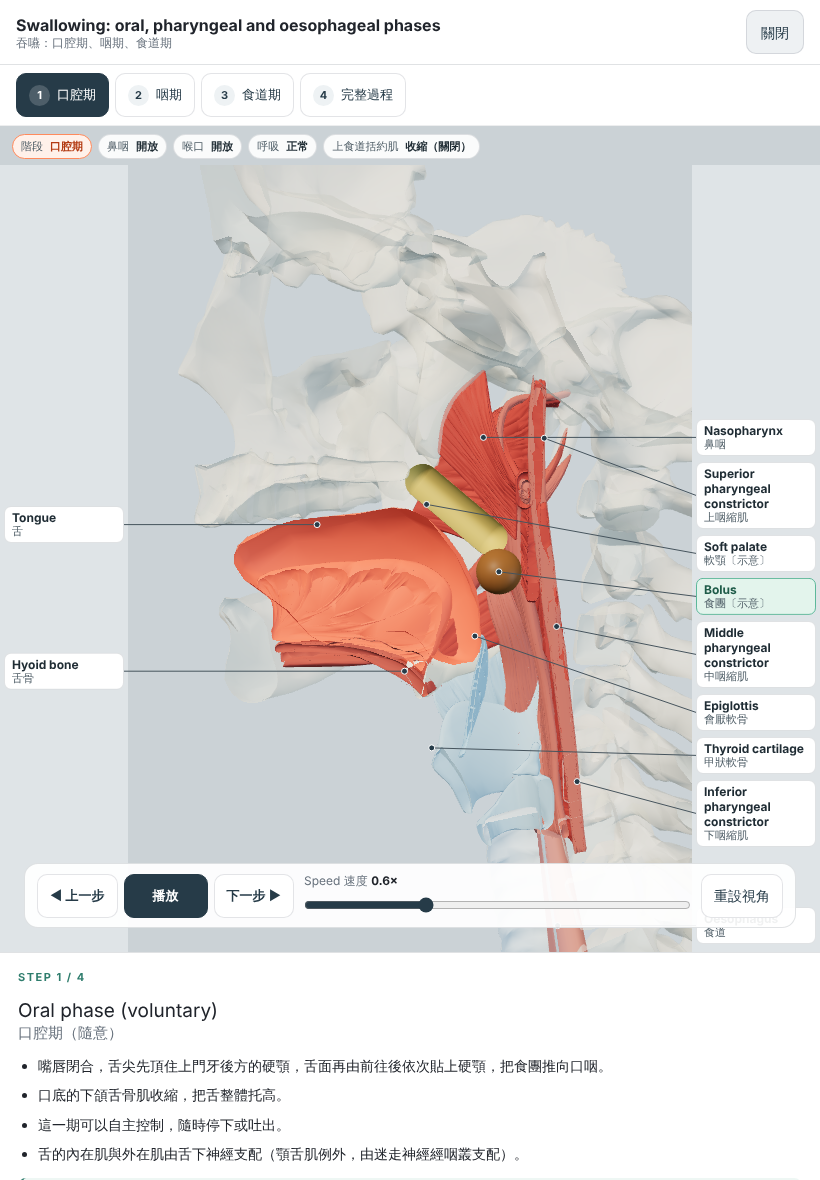 Swallowing: oral, pharyngeal and oesophageal phases
吞嚥：口腔期、咽期、食道期
關閉
1 口腔期
2 咽期
3 食道期
4 完整過程
階段 口腔期
鼻咽 開放
喉口 開放
呼吸 正常
上食道括約肌 收縮（關閉）
Nasopharynx
鼻咽
Superior
pharyngeal
constrictor
上咽縮肌
Tongue
舌
Soft palate
軟顎〔示意〕
Bolus
食團〔示意〕
Middle
pharyngeal
constrictor
中咽縮肌
Hyoid bone
舌骨
Epiglottis
會厭軟骨
Thyroid cartilage
甲狀軟骨
Inferior
pharyngeal
constrictor
下咽縮肌
◀ 上一步
播放
下一步 ▶
Speed 速度 0.6×
重設視角
Oesophagus
食道
STEP 1 / 4
Oral phase (voluntary)
口腔期（隨意）
• 嘴唇閉合，舌尖先頂住上門牙後方的硬顎，舌面再由前往後依次貼上硬顎，把食團推向口咽。
• 口底的下頜舌骨肌收縮，把舌整體托高。
• 這一期可以自主控制，隨時停下或吐出。
• 舌的內在肌與外在肌由舌下神經支配（顎舌肌例外，由迷走神經經咽叢支配）。